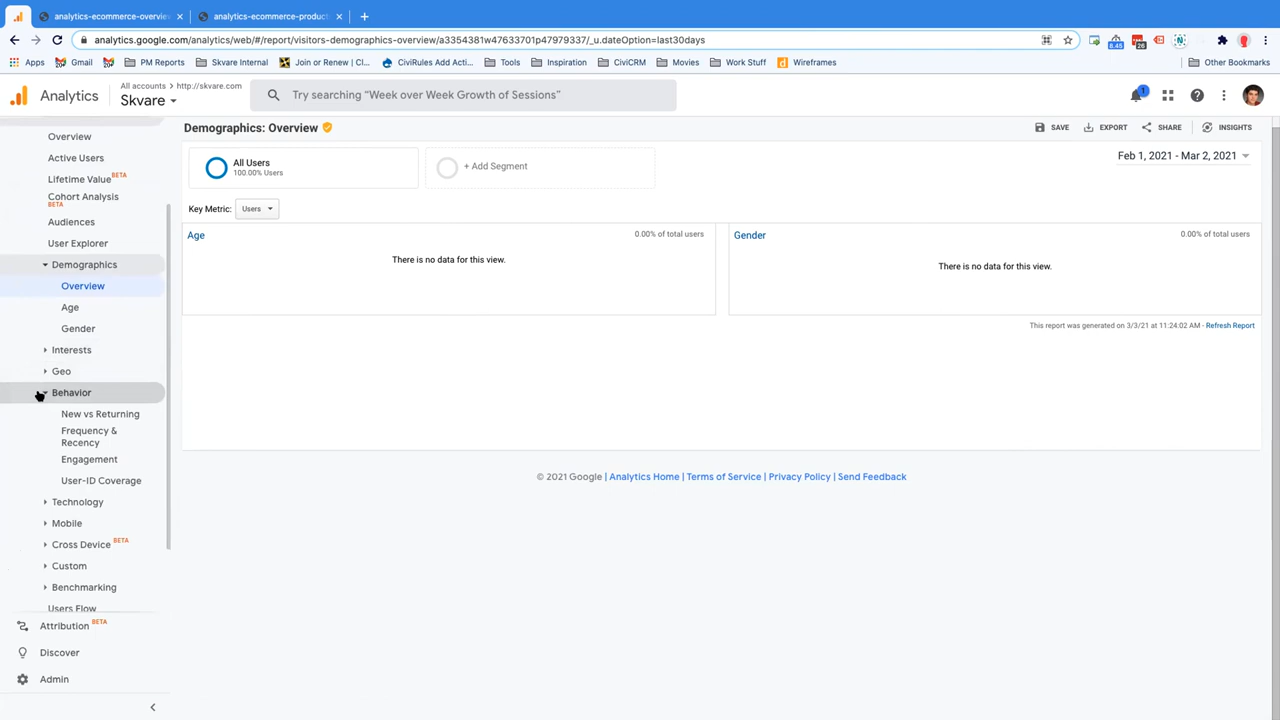 analytics-ecommerce-overview
analytics-ecommerce-product
analytics.google.com/analytics/web/#/report/visitors-demographics-overview/a3354381w47633701p47979337/_u.dateOption=last30days
6.45
26
Apps
Gmail
PM Reports
Skvare Internal
Join or Renew | Cl...
CiviRules Add Acti...
Tools
Inspiration
CiviCRM
Movies
Work Stuff
Wireframes
Other Bookmarks
Analytics
All accounts > http://skvare.com
Skvare
Try searching “Week over Week Growth of Sessions”
1
Overview
Active Users
Lifetime Value BETA
Cohort Analysis
BETA
Audiences
User Explorer
Demographics
Overview
Age
Gender
Interests
Geo
Behavior
New vs Returning
Frequency &
Recency
Engagement
User-ID Coverage
Technology
Mobile
Cross Device BETA
Custom
Benchmarking
Users Flow
Attribution BETA
Discover
Admin
Demographics: Overview
SAVE
EXPORT
SHARE
INSIGHTS
All Users
100.00% Users
+ Add Segment
Feb 1, 2021 - Mar 2, 2021
Key Metric:
Users
Age
0.00% of total users
There is no data for this view.
Gender
0.00% of total users
There is no data for this view.
This report was generated on 3/3/21 at 11:24:02 AM - Refresh Report
© 2021 Google | Analytics Home | Terms of Service | Privacy Policy | Send Feedback